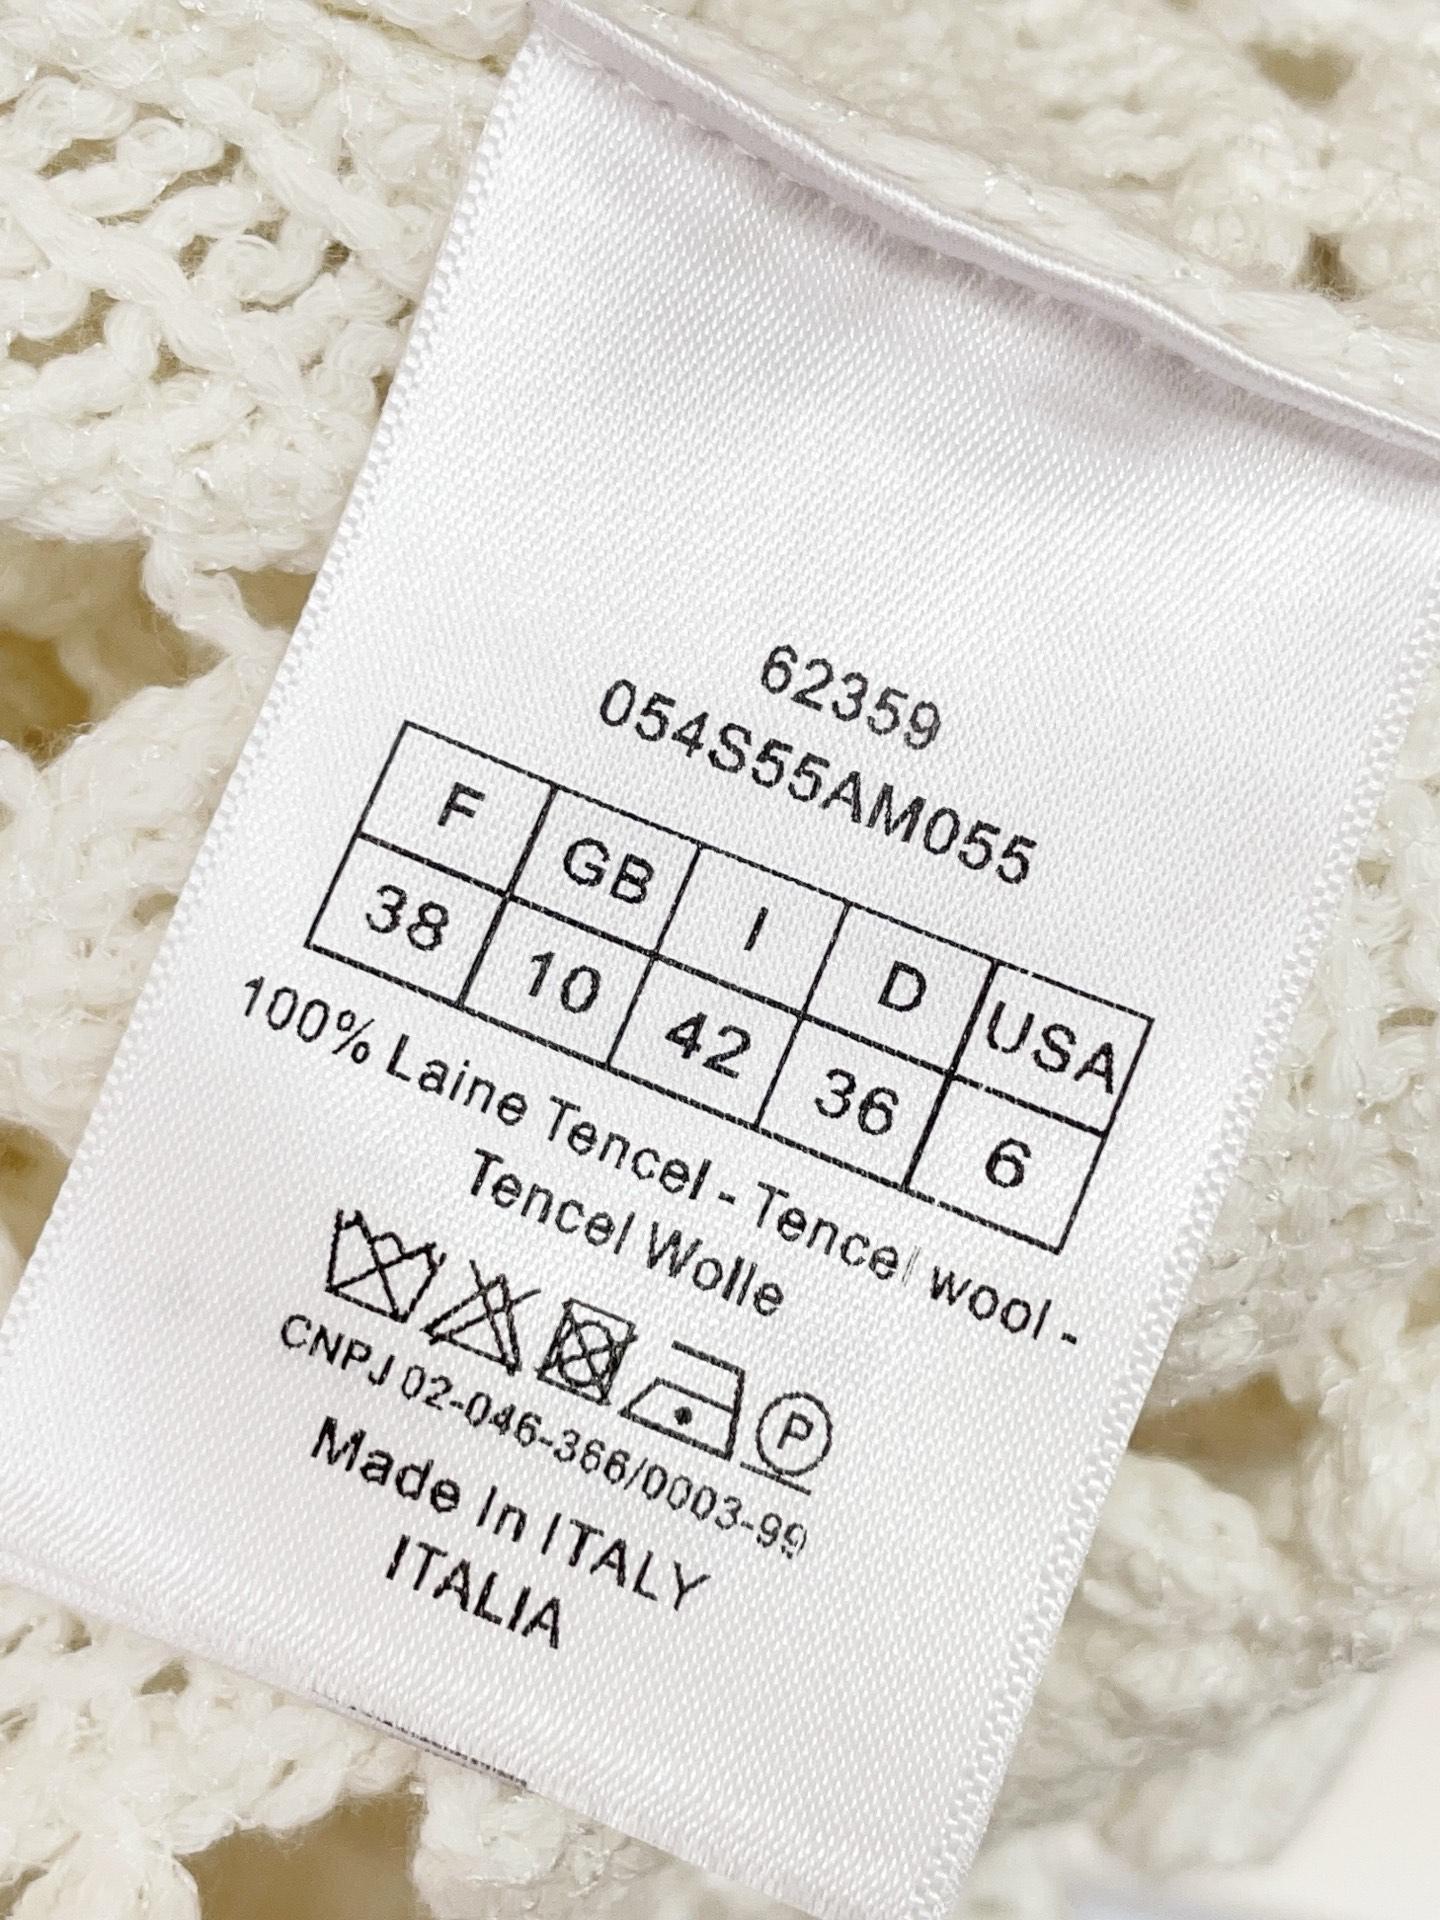 62359
054S55AM055
F GB I D USA
38 10 42 36 6
100% Laine Tencel - Tencel wool -
Tencel Wolle
P
CNPJ 02-046-366/0003-99
Made In ITALY
ITALIA